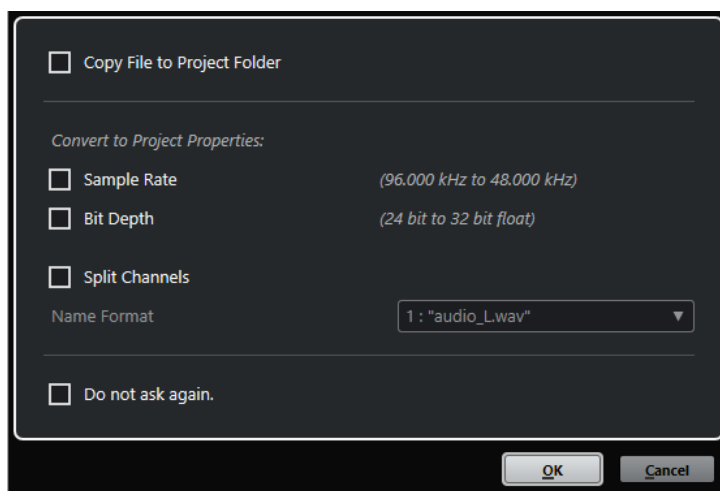 Copy File to Project Folder
Convert to Project Properties:
Sample Rate (96.000 kHz to 48.000 kHz)
Bit Depth (24 bit to 32 bit float)
Split Channels
Name Format 1 : "audio_L.wav"
Do not ask again.
OK Cancel